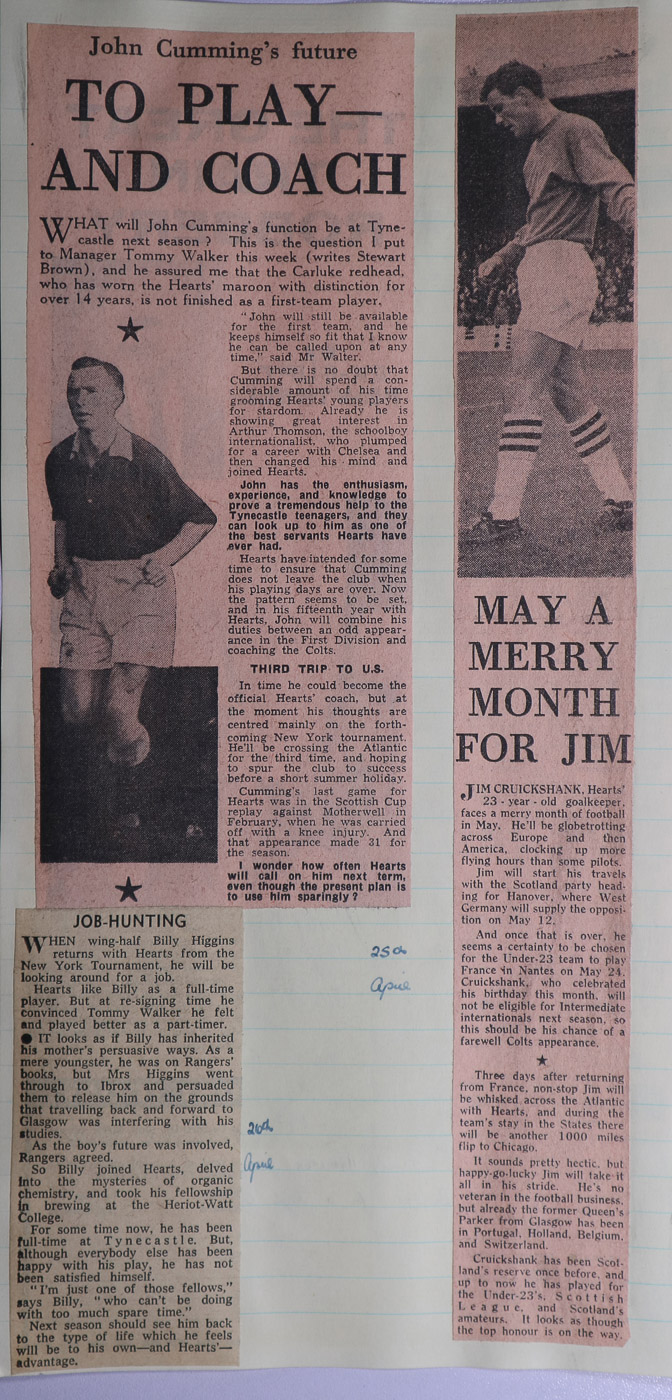 John Cumming's future
TO PLAY—
AND COACH
WHAT will John Cumming's function be at Tyne-
castle next season ? This is the question I put
to Manager Tommy Walker this week (writes Stewart
Brown), and he assured me that the Carluke redhead,
who has worn the Hearts' maroon with distinction for
over 14 years, is not finished as a first-team player.
"John will still be available
for the first team, and he
keeps himself so fit that I know
he can be called upon at any
time," said Mr Walter.
But there is no doubt that
Cumming will spend a con-
siderable amount of his time
grooming Hearts' young players
for stardom. Already he is
showing great interest in
Arthur Thomson, the schoolboy
internationalist, who plumped
for a career with Chelsea and
then changed his mind and
joined Hearts.
John has the enthusiasm,
experience, and knowledge to
prove a tremendous help to the
Tynecastle teenagers, and they
can look up to him as one of
the best servants Hearts have
ever had.
Hearts have intended for some
time to ensure that Cumming
does not leave the club when
his playing days are over. Now
the pattern seems to be set,
and in his fifteenth year with
Hearts, John will combine his
duties between an odd appear-
ance in the First Division and
coaching the Colts.
THIRD TRIP TO U.S.
In time he could become the
official Hearts' coach, but at
the moment his thoughts are
centred mainly on the forth-
coming New York tournament.
He'll be crossing the Atlantic
for the third time, and hoping
to spur the club to success
before a short summer holiday.
Cumming's last game for
Hearts was in the Scottish Cup
replay against Motherwell in
February, when he was carried
off with a knee injury. And
that appearance made 31 for
the season.
I wonder how often Hearts
will call on him next term,
even though the present plan is
to use him sparingly ?
JOB-HUNTING
WHEN wing-half Billy Higgins
returns with Hearts from the
New York Tournament, he will be
looking around for a job.
Hearts like Billy as a full-time
player. But at re-signing time he
convinced Tommy Walker he felt
and played better as a part-timer.
● IT looks as if Billy has inherited
his mother's persuasive ways. As a
mere youngster, he was on Rangers'
books, but Mrs Higgins went
through to Ibrox and persuaded
them to release him on the grounds
that travelling back and forward to
Glasgow was interfering with his
studies.
As the boy's future was involved,
Rangers agreed.
So Billy joined Hearts, delved
into the mysteries of organic
chemistry, and took his fellowship
in brewing at the Heriot-Watt
College.
For some time now, he has been
full-time at Tynecastle. But,
although everybody else has been
happy with his play, he has not
been satisfied himself.
"I'm just one of those fellows,"
says Billy, "who can't be doing
with too much spare time."
Next season should see him back
to the type of life which he feels
will be to his own—and Hearts'—
advantage.
25th
April
26th
April
MAY A
MERRY
MONTH
FOR JIM
JIM CRUICKSHANK, Hearts'
23-year-old goalkeeper,
faces a merry month of football
in May. He'll be globetrotting
across Europe and then
America, clocking up more
flying hours than some pilots.
Jim will start his travels
with the Scotland party head-
ing for Hanover, where West
Germany will supply the opposi-
tion on May 12.
And once that is over, he
seems a certainty to be chosen
for the Under-23 team to play
France in Nantes on May 24.
Cruickshank, who celebrated
his birthday this month, will
not be eligible for Intermediate
internationals next season, so
this should be his chance of a
farewell Colts appearance.
Three days after returning
from France, non-stop Jim will
be whisked across the Atlantic
with Hearts, and during the
team's stay in the States there
will be another 1000 miles
flip to Chicago.
It sounds pretty hectic, but
happy-go-lucky Jim will take it
all in his stride. He's no
veteran in the football business,
but already the former Queen's
Parker from Glasgow has been
in Portugal, Holland, Belgium,
and Switzerland.
Cruickshank has been Scot-
land's reserve once before, and
up to now he has played for
the Under-23's, Scottish
League, and Scotland's
amateurs. It looks as though
the top honour is on the way.